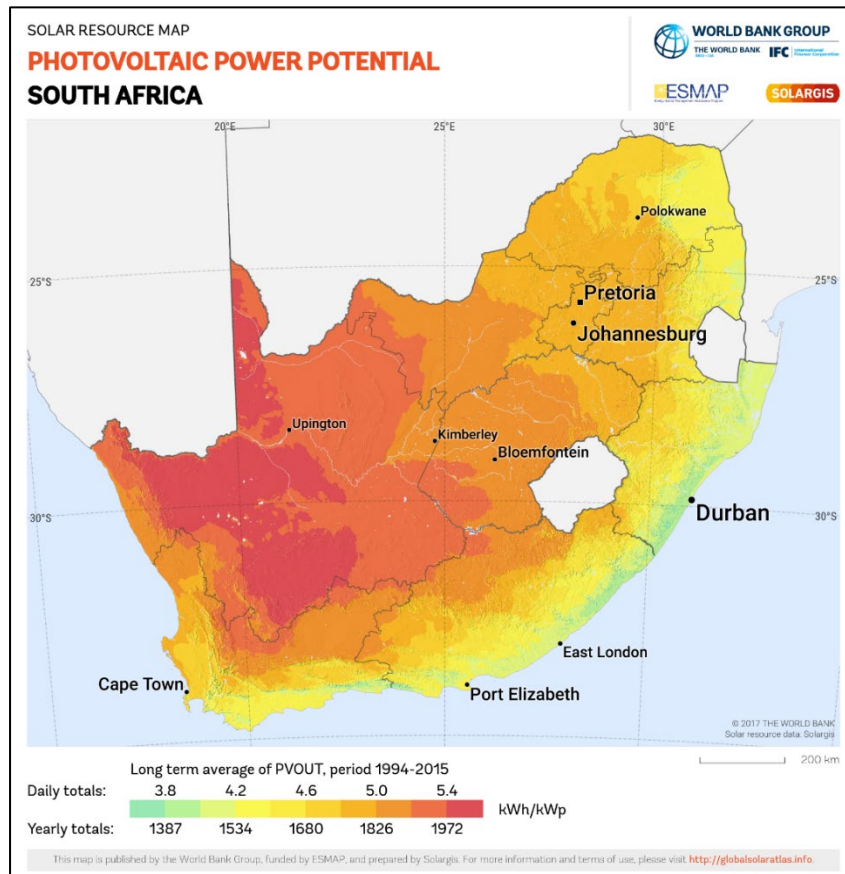 SOLAR RESOURCE MAP
PHOTOVOLTAIC POWER POTENTIAL
SOUTH AFRICA
WORLD BANK GROUP
THE WORLD BANK
IFC International Finance Corporation
ESMAP
SOLARGIS
20°E 25°E 30°E
Polokwane
25°S 25°S
Pretoria
Johannesburg
Upington
Kimberley
Bloemfontein
30°S 30°S
Durban
East London
Cape Town
Port Elizabeth
© 2017 THE WORLD BANK
Solar resource data: Solargis
200 km
Long term average of PVOUT, period 1994-2015
Daily totals: 3.8 4.2 4.6 5.0 5.4
kWh/kWp
Yearly totals: 1387 1534 1680 1826 1972
This map is published by the World Bank Group, funded by ESMAP, and prepared by Solargis. For more information and terms of use, please visit http://globalsolaratlas.info.